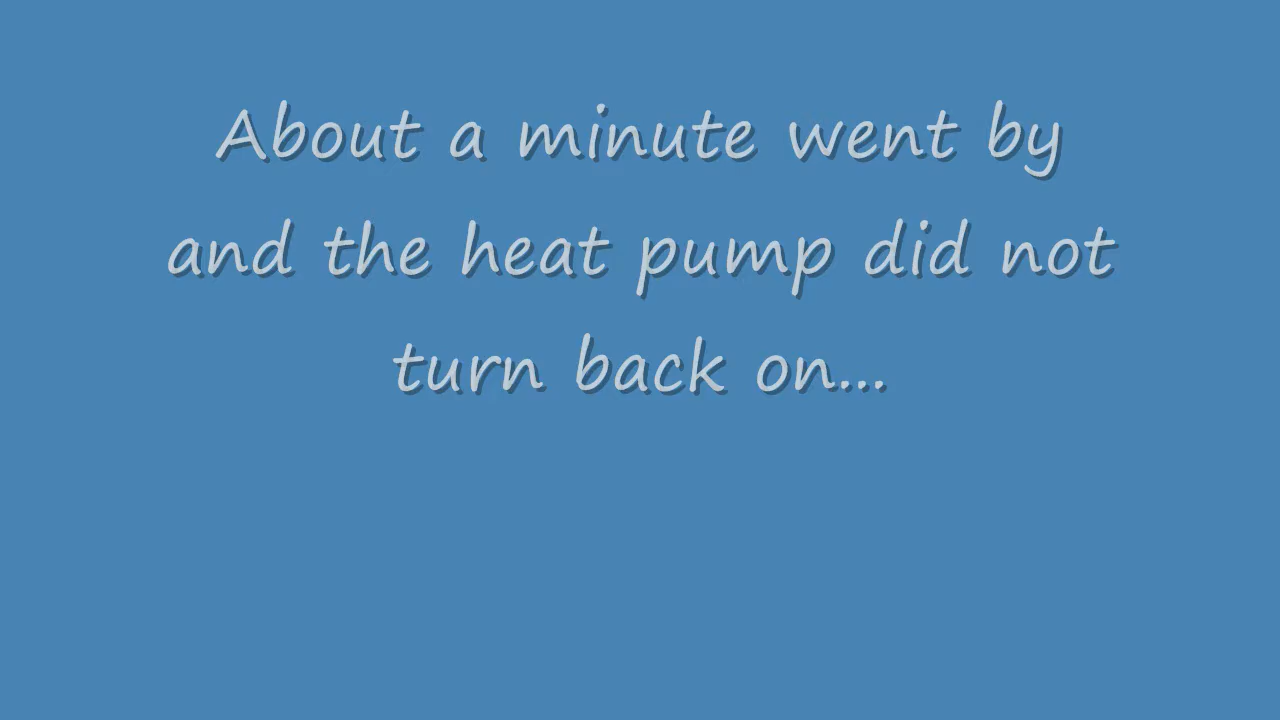 About a minute went by
and the heat pump did not
turn back on...